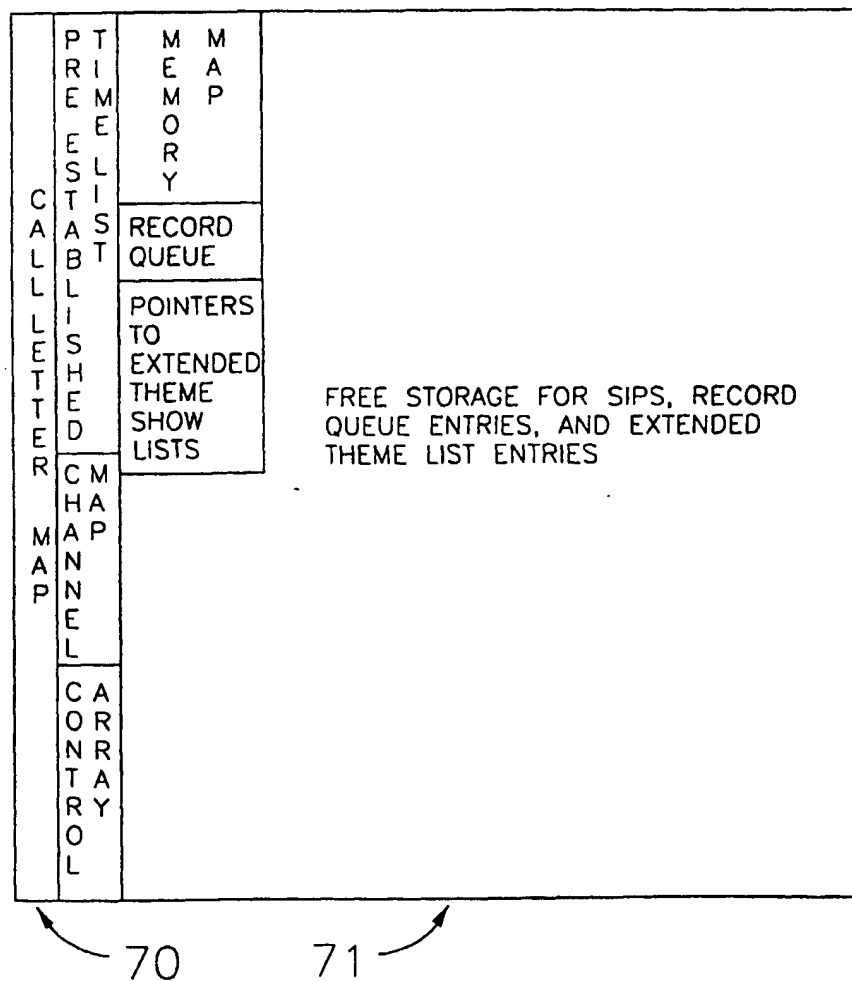 CALL LETTER MAP
PRE ESTABLISHED
TIME LIST
CHANNEL
MAP
CONTROL
ARRAY
MEMORY
MAP
RECORD
QUEUE
POINTERS
TO
EXTENDED
THEME
SHOW
LISTS
FREE STORAGE FOR SIPS, RECORD
QUEUE ENTRIES, AND EXTENDED
THEME LIST ENTRIES
70
71